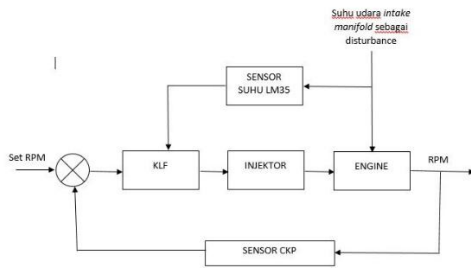 Suhu udara intake
manifold sebagai
disturbance
SENSOR
SUHU LM35
Set RPM
KLF
INJEKTOR
ENGINE
RPM
SENSOR CKP